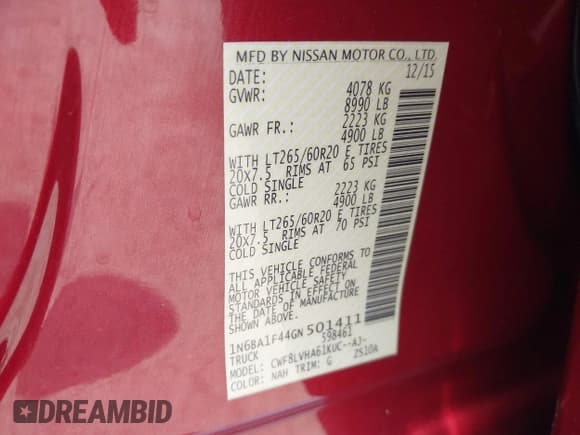 MFD BY NISSAN MOTOR CO., LTD.
DATE: 12/15
GVWR: 4078 KG
8990 LB
GAWR FR.: 2223 KG
4900 LB
WITH LT265/60R20 E TIRES
20X7.5 RIMS AT 65 PSI
COLD SINGLE
GAWR RR.: 2223 KG
4900 LB
WITH LT265/60R20 E TIRES
20X7.5 RIMS AT 70 PSI
COLD SINGLE
THIS VEHICLE CONFORMS TO
ALL APPLICABLE FEDERAL
MOTOR VEHICLE SAFETY
STANDARDS IN EFFECT ON
THE DATE OF MANUFACTURE
SHOWN ABOVE.
1N6BA1F44GN501411
TRUCK 598461
MODEL: CWF8LVHA61KUC--AJ-
COLOR: NAH TRIM: G ZS10A
DREAMBID